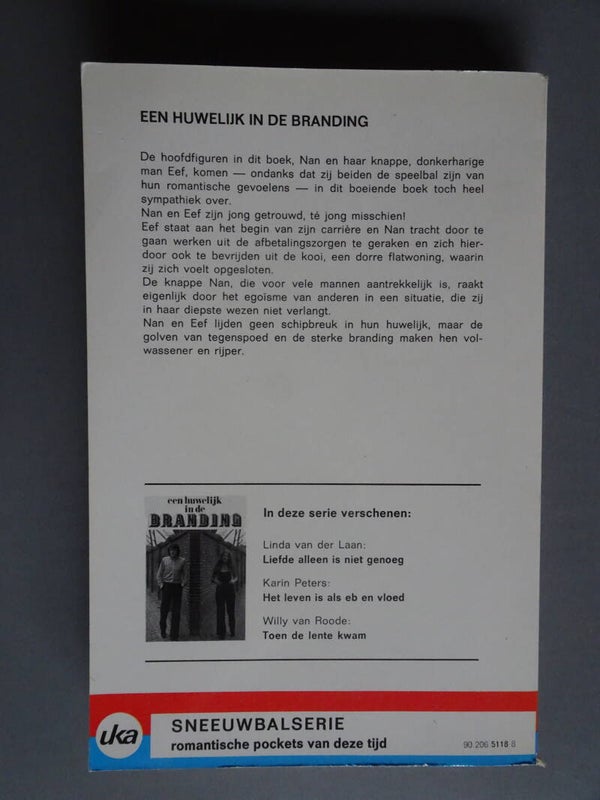 EEN HUWELIJK IN DE BRANDING
De hoofdfiguren in dit boek, Nan en haar knappe, donkerharige
man Eef, komen — ondanks dat zij beiden de speelbal zijn van
hun romantische gevoelens — in dit boeiende boek toch heel
sympathiek over.
Nan en Eef zijn jong getrouwd, té jong misschien!
Eef staat aan het begin van zijn carrière en Nan tracht door te
gaan werken uit de afbetalingszorgen te geraken en zich hier-
door ook te bevrijden uit de kooi, een dorre flatwoning, waarin
zij zich voelt opgesloten.
De knappe Nan, die voor vele mannen aantrekkelijk is, raakt
eigenlijk door het egoïsme van anderen in een situatie, die zij
in haar diepste wezen niet verlangt.
Nan en Eef lijden geen schipbreuk in hun huwelijk, maar de
golven van tegenspoed en de sterke branding maken hen vol-
wassener en rijper.
een huwelijk
in de
BRANDING
In deze serie verschenen:
Linda van der Laan:
Liefde alleen is niet genoeg
Karin Peters:
Het leven is als eb en vloed
Willy van Roode:
Toen de lente kwam
uka
SNEEUWBALSERIE
romantische pockets van deze tijd
90 206 5118 8